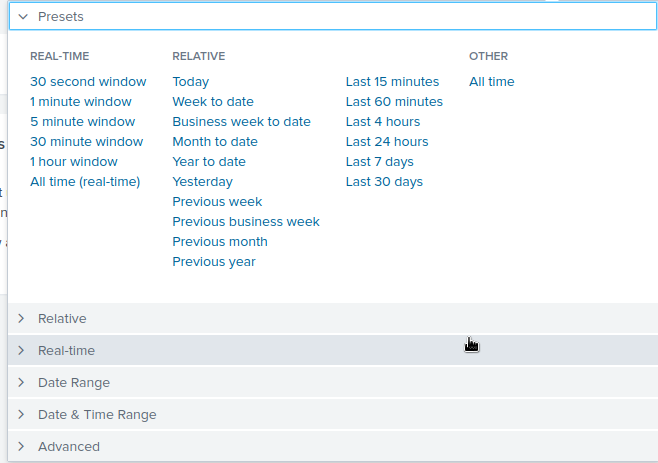 Presets
REAL-TIME
30 second window
1 minute window
5 minute window
30 minute window
1 hour window
All time (real-time)
RELATIVE
Today
Week to date
Business week to date
Month to date
Year to date
Yesterday
Previous week
Previous business week
Previous month
Previous year
Last 15 minutes
Last 60 minutes
Last 4 hours
Last 24 hours
Last 7 days
Last 30 days
OTHER
All time
Relative
Real-time
Date Range
Date & Time Range
Advanced